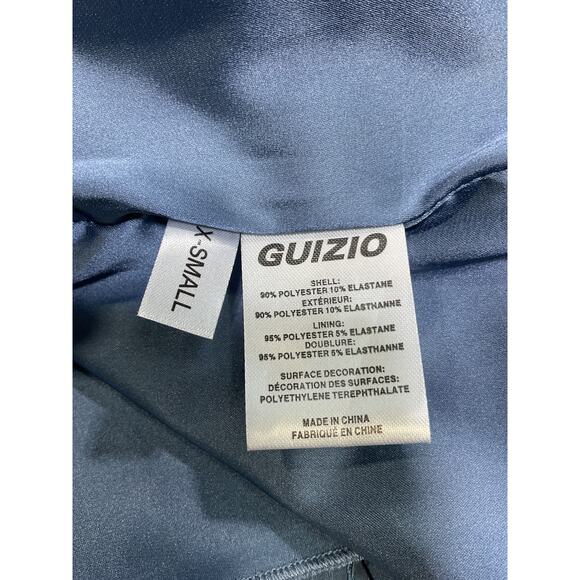 X-SMALL
GUIZIO
SHELL:
90% POLYESTER 10% ELASTANE
EXTÉRIEUR:
90% POLYESTER 10% ELASTHANNE
LINING:
95% POLYESTER 5% ELASTANE
DOUBLURE:
95% POLYESTER 5% ELASTHANNE
SURFACE DECORATION:
DÉCORATION DES SURFACES:
POLYETHYLENE TEREPHTHALATE
MADE IN CHINA
FABRIQUÉ EN CHINE